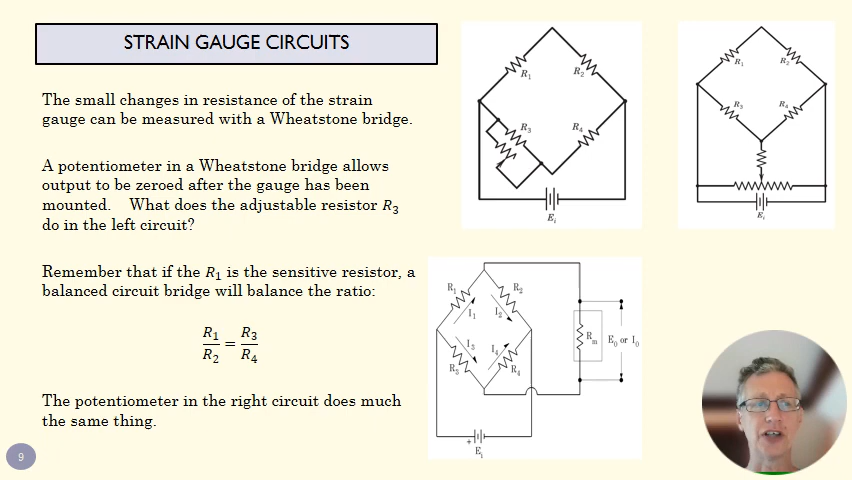 STRAIN GAUGE CIRCUITS
The small changes in resistance of the strain
gauge can be measured with a Wheatstone bridge.
A potentiometer in a Wheatstone bridge allows
output to be zeroed after the gauge has been
mounted. What does the adjustable resistor R3
do in the left circuit?
Remember that if the R1 is the sensitive resistor, a
balanced circuit bridge will balance the ratio:
R1/R2 = R3/R4
The potentiometer in the right circuit does much
the same thing.
9
R1 R2
R3 R4
Ei
R1 R2
R3 R4
Ei
R1 R2
I1 I2
I3 I4
R3 R4
Rm E0 or I0
+
Ei